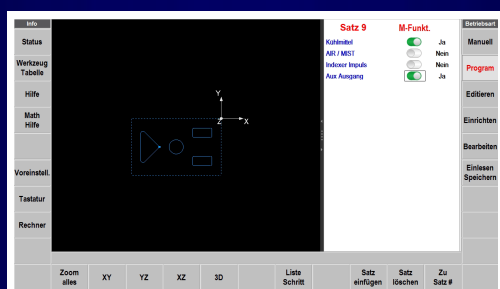 Info
Status
Werkzeug
Tabelle
Hilfe
Math
Hilfe
Voreinstell.
Tastatur
Rechner
Y
Z
X
Satz 9
M-Funkt.
Kühlmittel
Ja
AIR / MIST
Nein
Indexer Impuls
Nein
Aux Ausgang
Ja
Betriebsart
Manuell
Program
Editieren
Einrichten
Bearbeiten
Einlesen
Speichern
Zoom
alles
XY
YZ
XZ
3D
Liste
Schritt
Satz
einfügen
Satz
löschen
Zu
Satz #